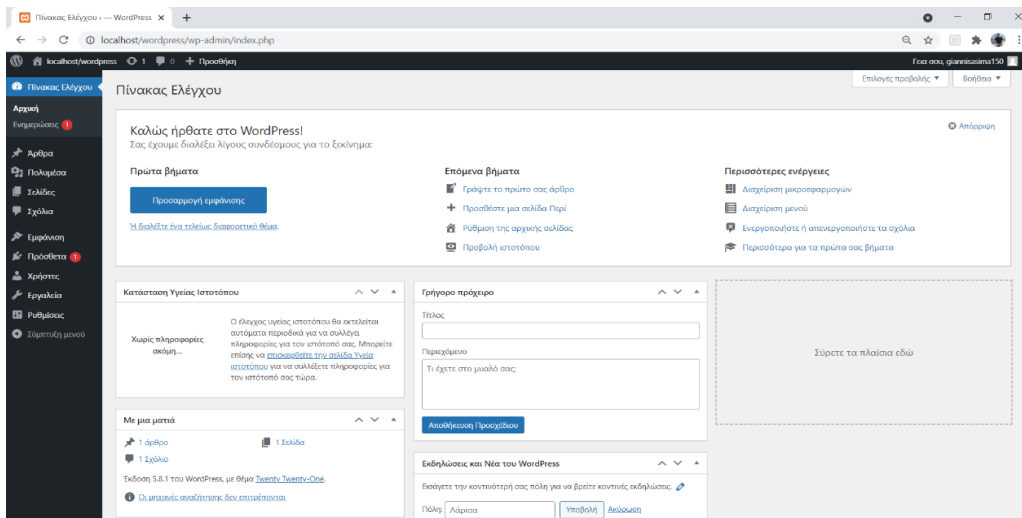 Πίνακας Ελέγχου ‹ — WordPress
localhost/wordpress/wp-admin/index.php
localhost/wordpress 1 0 Προσθήκη Γεια σου, giannisasima150
Επιλογές προβολής Βοήθεια
Πίνακας Ελέγχου
Αρχική
Ενημερώσεις 1
Άρθρα
Πολυμέσα
Σελίδες
Σχόλια
Εμφάνιση
Πρόσθετα 1
Χρήστες
Εργαλεία
Ρυθμίσεις
Σύμπτυξη μενού
Πίνακας Ελέγχου
Καλώς ήρθατε στο WordPress!
Απόρριψη
Σας έχουμε διαλέξει λίγους συνδέσμους για το ξεκίνημα:
Πρώτα βήματα
Προσαρμογή εμφάνισης
Ή διαλέξτε ένα τελείως διαφορετικό θέμα.
Επόμενα βήματα
Γράψτε το πρώτο σας άρθρο
Προσθέστε μια σελίδα Περί
Ρύθμιση της αρχικής σελίδας
Προβολή ιστοτόπου
Περισσότερες ενέργειες
Διαχείριση μικροεφαρμογών
Διαχείριση μενού
Ενεργοποιήστε ή απενεργοποιήστε τα σχόλια
Περισσότερα για τα πρώτα σας βήματα
Κατάσταση Υγείας Ιστοτόπου
Χωρίς πληροφορίες
ακόμη...
Ο έλεγχος υγείας ιστοτόπου θα εκτελείται
αυτόματα περιοδικά για να συλλέγει
πληροφορίες για τον ιστότοπό σας. Μπορείτε
επίσης να επισκεφθείτε την σελίδα Υγεία
ιστοτόπου για να συλλέξετε πληροφορίες για
τον ιστότοπό σας τώρα.
Με μια ματιά
1 άρθρο 1 Σελίδα
1 Σχόλιο
Έκδοση 5.8.1 του WordPress, με θέμα Twenty Twenty-One.
Οι μηχανές αναζήτησης δεν επιτρέπονται
Γρήγορο πρόχειρο
Τίτλος
Περιεχόμενο
Τι έχετε στο μυαλό σας;
Αποθήκευση Προσχέδιου
Εκδηλώσεις και Νέα του WordPress
Εισάγετε την κοντινότερή σας πόλη για να βρείτε κοντινές εκδηλώσεις.
Πόλη: Λάρισα Υποβολή Ακύρωση
Σύρετε τα πλαίσια εδώ